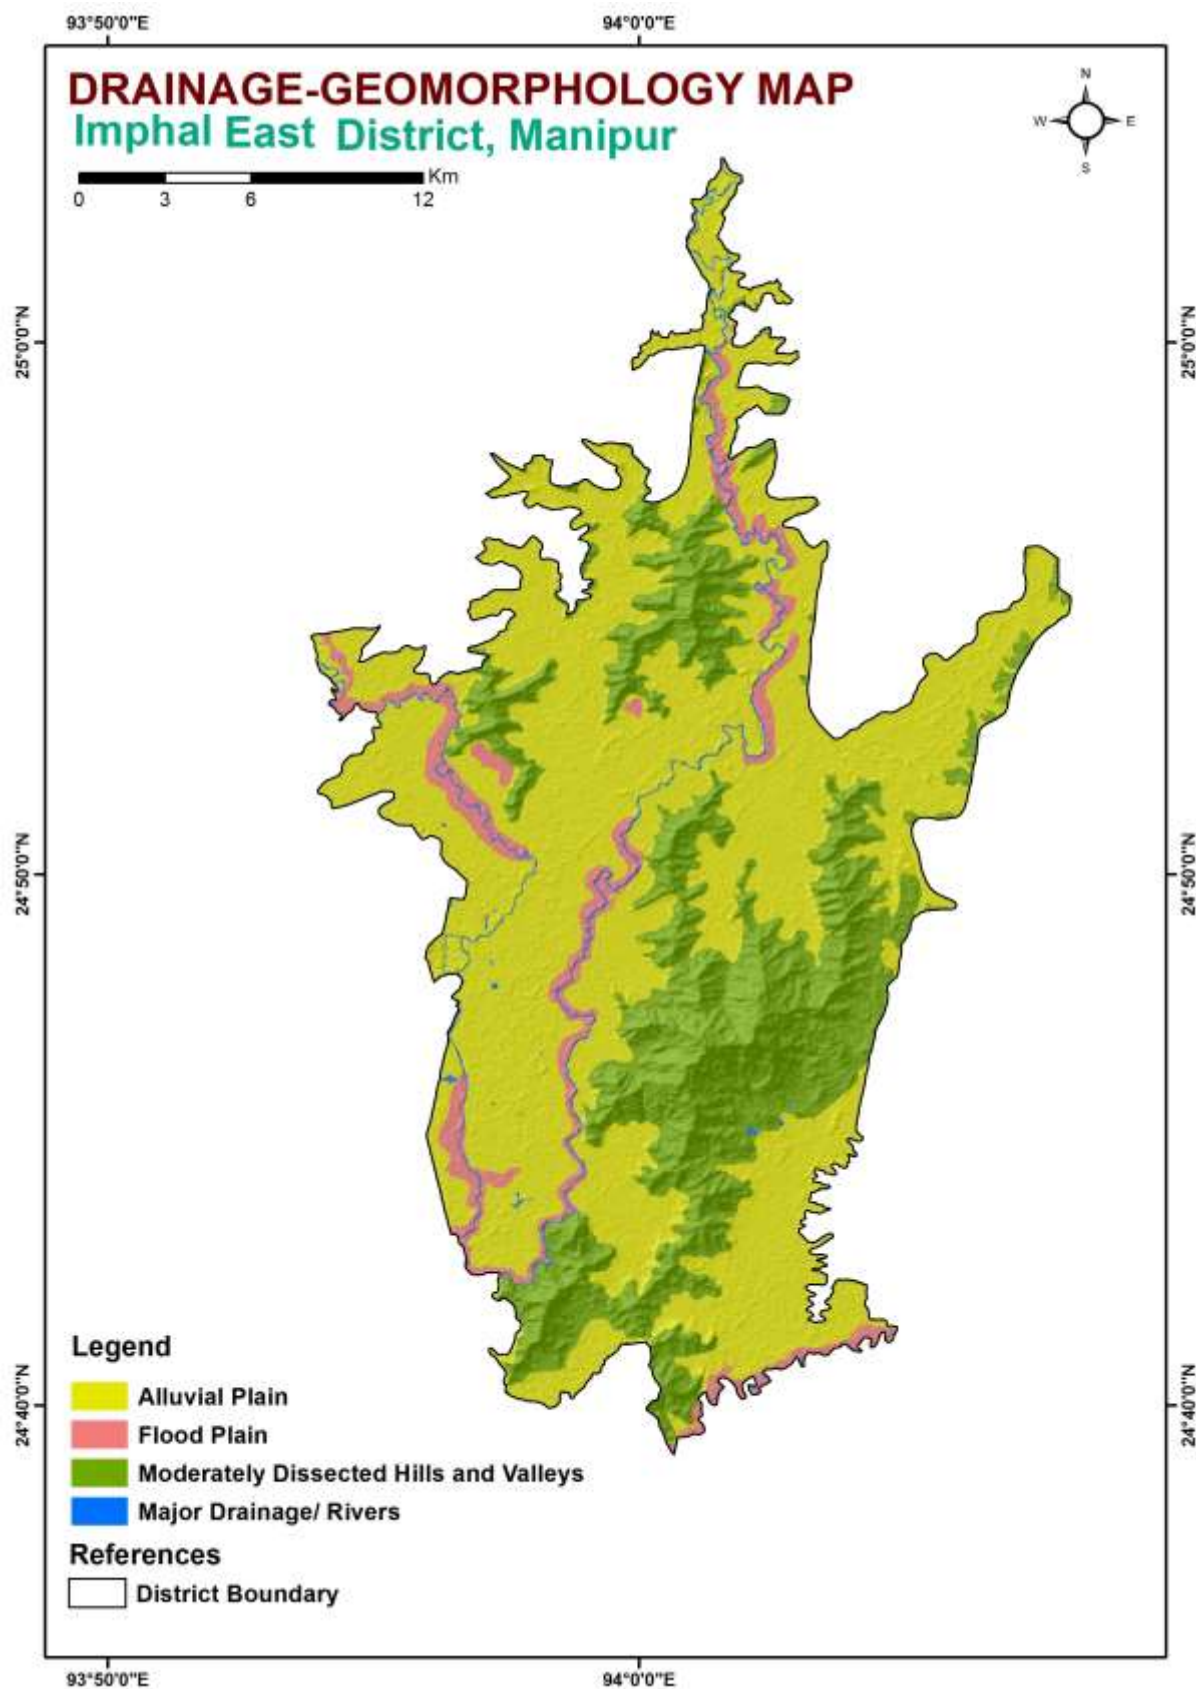 93°50'0"E 94°0'0"E
DRAINAGE-GEOMORPHOLOGY MAP
Imphal East District, Manipur
N
W E
S
Km
0 3 6 12
25°0'0"N 25°0'0"N
24°50'0"N 24°50'0"N
24°40'0"N 24°40'0"N
Legend
Alluvial Plain
Flood Plain
Moderately Dissected Hills and Valleys
Major Drainage/ Rivers
References
District Boundary
93°50'0"E 94°0'0"E